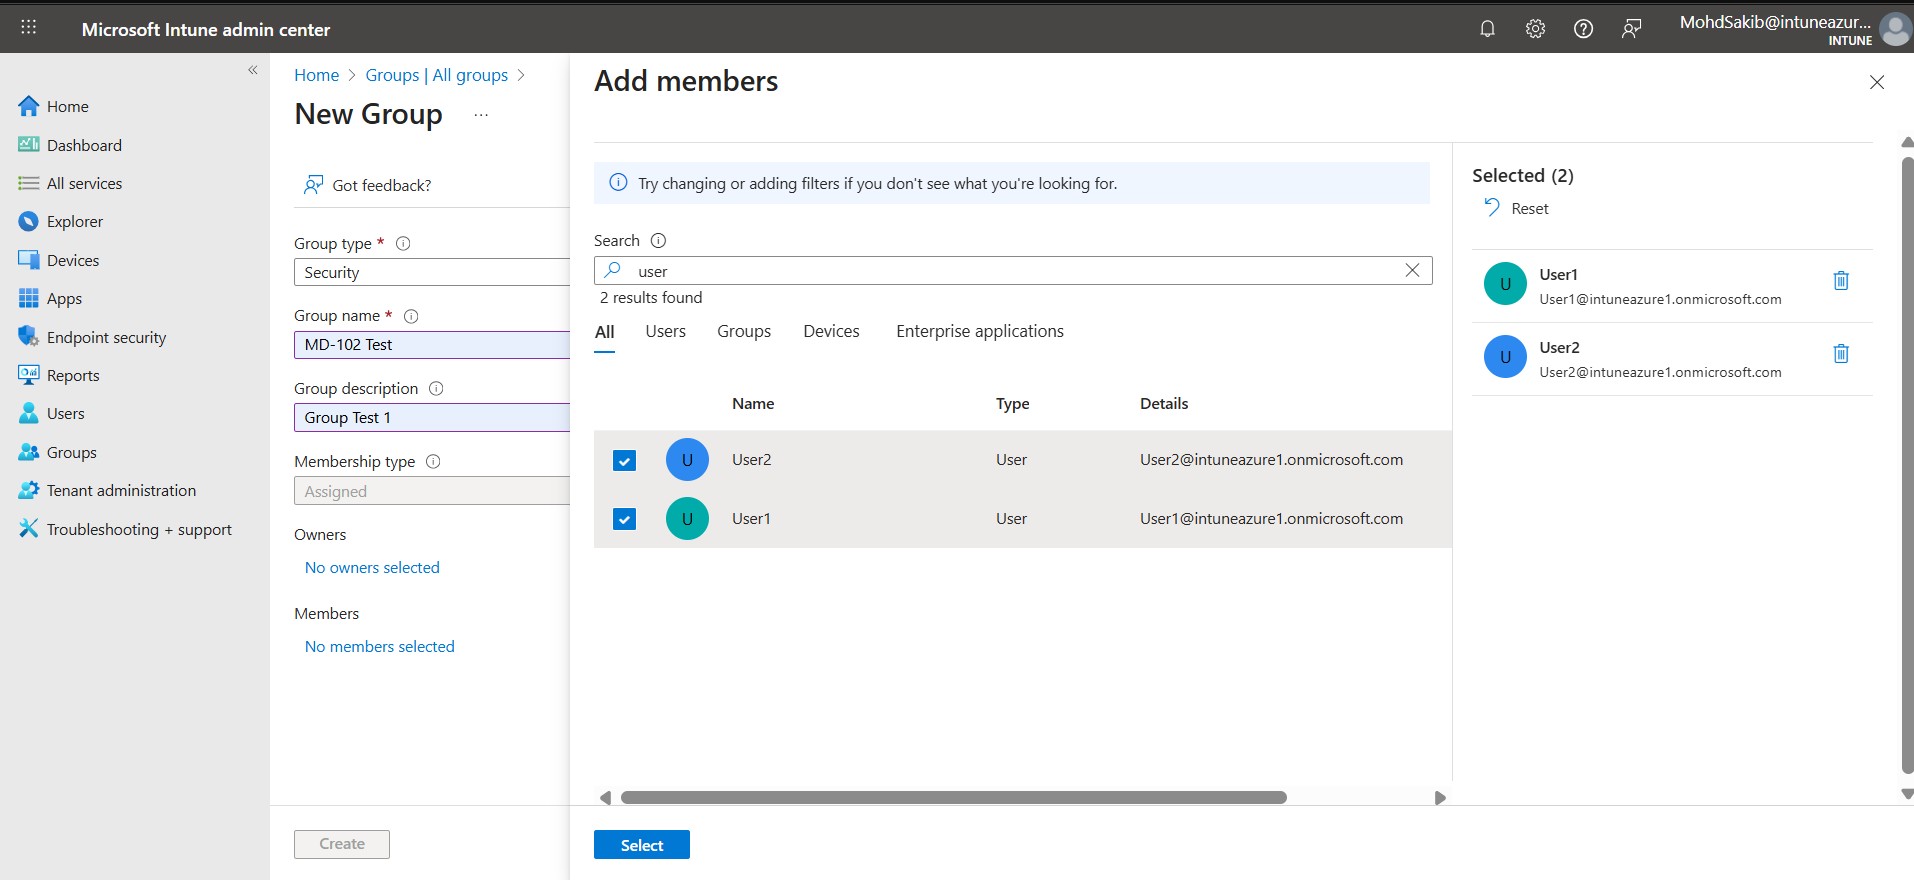 Microsoft Intune admin center
MohdSakib@intuneazur...
INTUNE
Home
Dashboard
All services
Explorer
Devices
Apps
Endpoint security
Reports
Users
Groups
Tenant administration
Troubleshooting + support
Home > Groups | All groups >
New Group ...
Got feedback?
Group type *
Security
Group name *
MD-102 Test
Group description
Group Test 1
Membership type
Assigned
Owners
No owners selected
Members
No members selected
Create
Add members
Try changing or adding filters if you don't see what you're looking for.
Search
user
2 results found
All Users Groups Devices Enterprise applications
Name Type Details
U User2 User User2@intuneazure1.onmicrosoft.com
U User1 User User1@intuneazure1.onmicrosoft.com
Select
Selected (2)
Reset
U User1
User1@intuneazure1.onmicrosoft.com
U User2
User2@intuneazure1.onmicrosoft.com